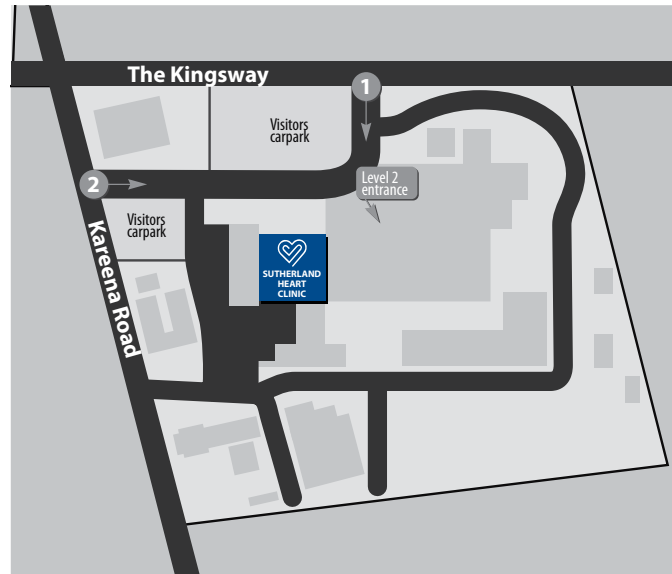 The Kingsway
1
Visitors
carpark
Level 2
entrance
2
Visitors
carpark
SUTHERLAND
HEART
CLINIC
Kareena Road